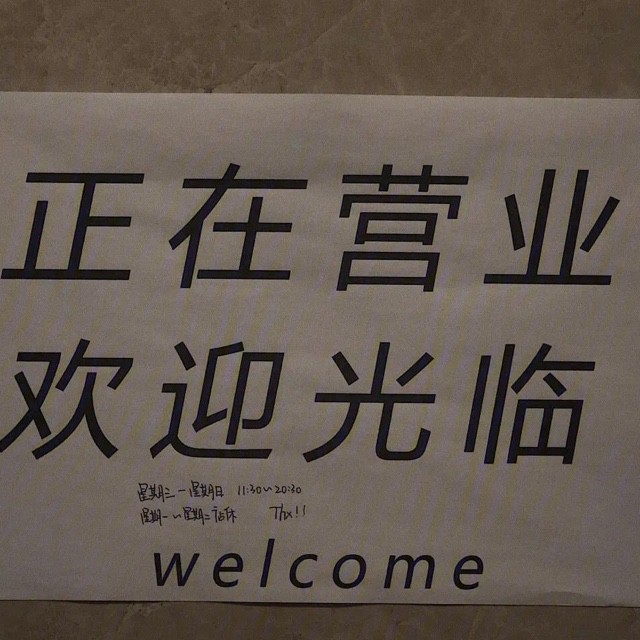 正在营业
欢迎光临
星期三一星期日 11:30~20:30
星期一~星期二 店休 Thx!!
welcome